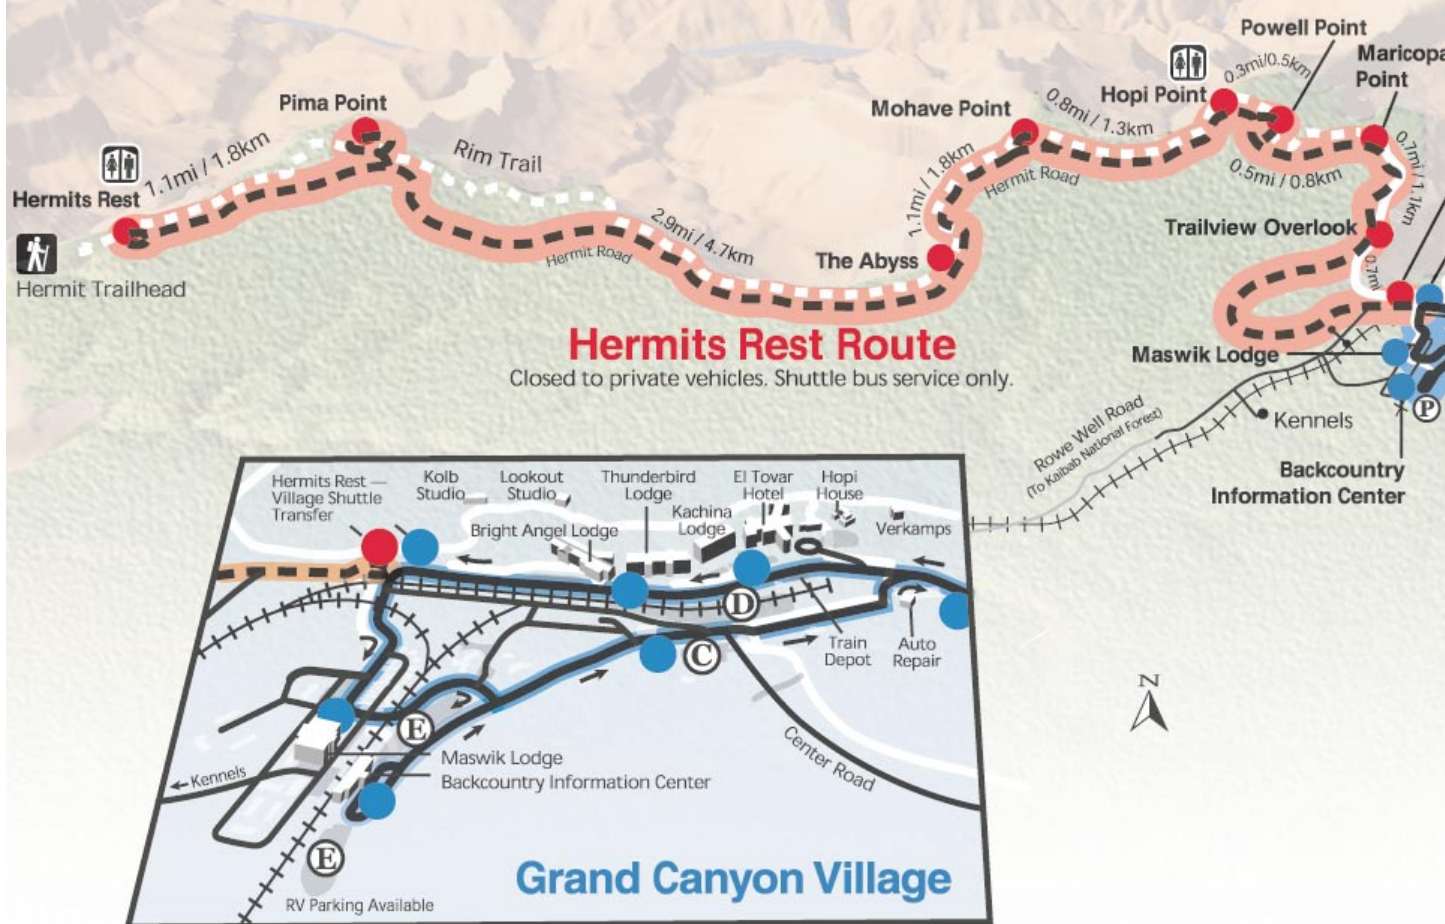 Powell Point
Maricopa
Point
0.3mi/0.5km
Hopi Point
Mohave Point
0.8mi / 1.3km
Pima Point
1.1mi / 1.8km
Rim Trail
Hermits Rest
Hermit Trailhead
2.9mi / 4.7km
Hermit Road
The Abyss
1.1mi / 1.8km
Hermit Road
0.5mi / 0.8km
0.7mi / 1.1km
Trailview Overlook
0.7mi
Hermits Rest Route
Closed to private vehicles. Shuttle bus service only.
Maswik Lodge
P
Kennels
Rowe Well Road
(To Kaibab National Forest)
Backcountry
Information Center
N
Hermits Rest —
Village Shuttle
Transfer
Kolb
Studio
Lookout
Studio
Thunderbird
Lodge
El Tovar
Hotel
Hopi
House
Bright Angel Lodge
Kachina
Lodge
Verkamps
D
C
Train
Depot
Auto
Repair
E
Maswik Lodge
Backcountry Information Center
Kennels
Center Road
E
RV Parking Available
Grand Canyon Village